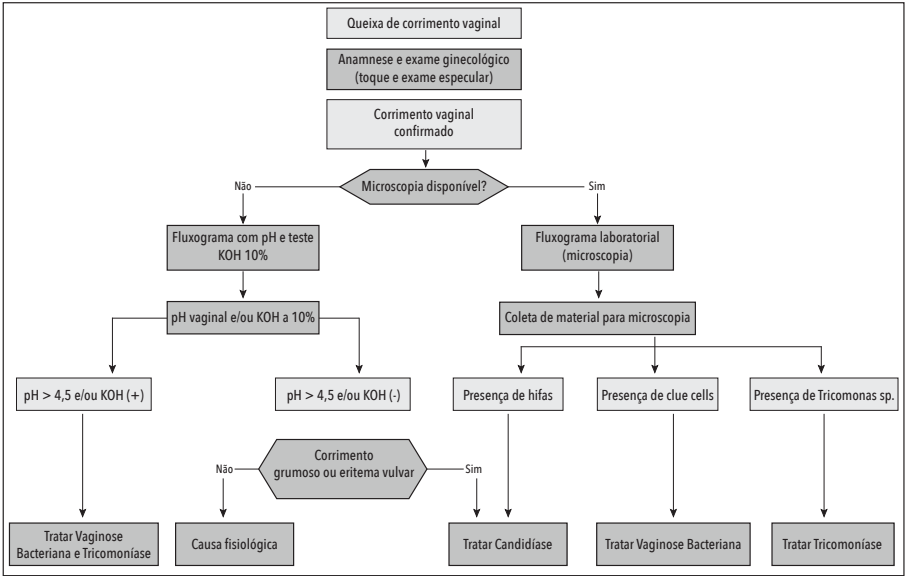 Queixa de corrimento vaginal
Anamnese e exame ginecológico
(toque e exame especular)
Corrimento vaginal
confirmado
Não
Microscopia disponível?
Sim
Fluxograma com pH e teste
KOH 10%
Fluxograma laboratorial
(microscopia)
pH vaginal e/ou KOH a 10%
Coleta de material para microscopia
pH > 4,5 e/ou KOH (+)
pH > 4,5 e/ou KOH (-)
Presença de hifas
Presença de clue cells
Presença de Tricomonas sp.
Não
Corrimento
grumoso ou eritema vulvar
Sim
Tratar Vaginose
Bacteriana e Tricomoníase
Causa fisiológica
Tratar Candidíase
Tratar Vaginose Bacteriana
Tratar Tricomoníase